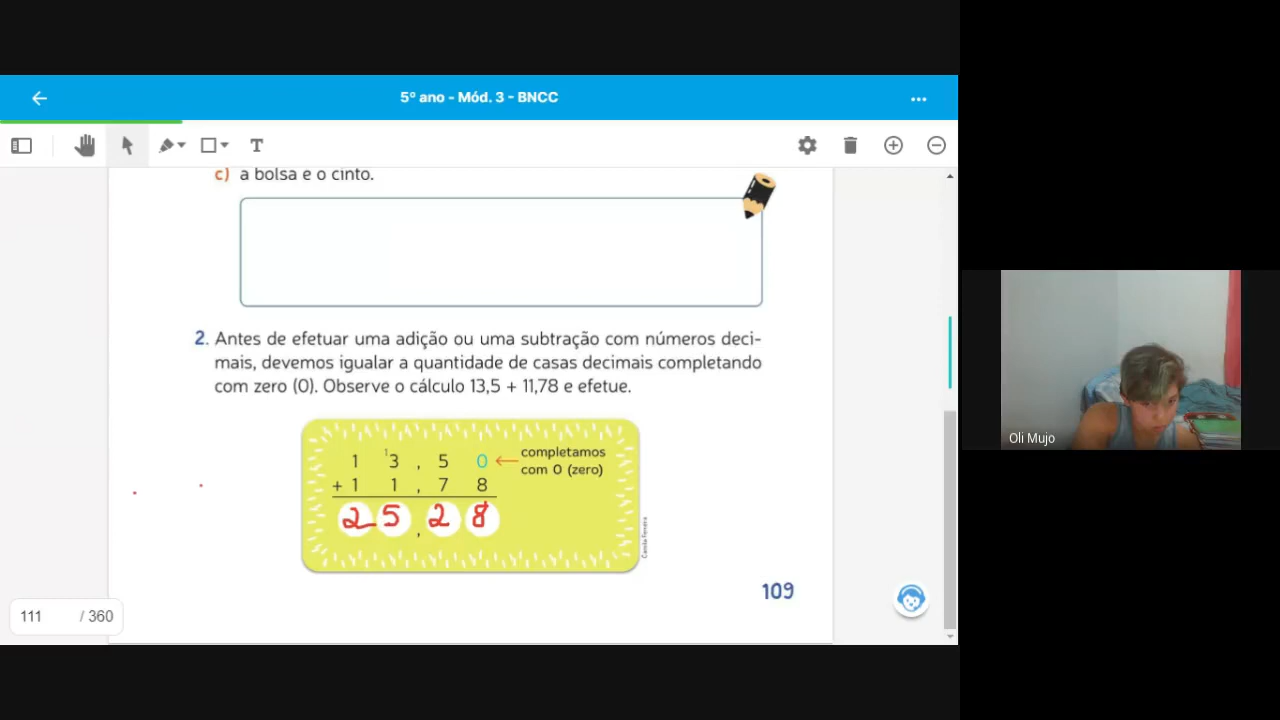 5º ano - Mód. 3 - BNCC
T
c) a bolsa e o cinto.
2. Antes de efetuar uma adição ou uma subtração com números deci-
mais, devemos igualar a quantidade de casas decimais completando
com zero (0). Observe o cálculo 13,5 + 11,78 e efetue.
1
1 3 , 5 0 ← completamos
com 0 (zero)
+ 1 1 , 7 8
2 5 , 2 8
Camila Ferreira
109
111 / 360
Oli Mujo